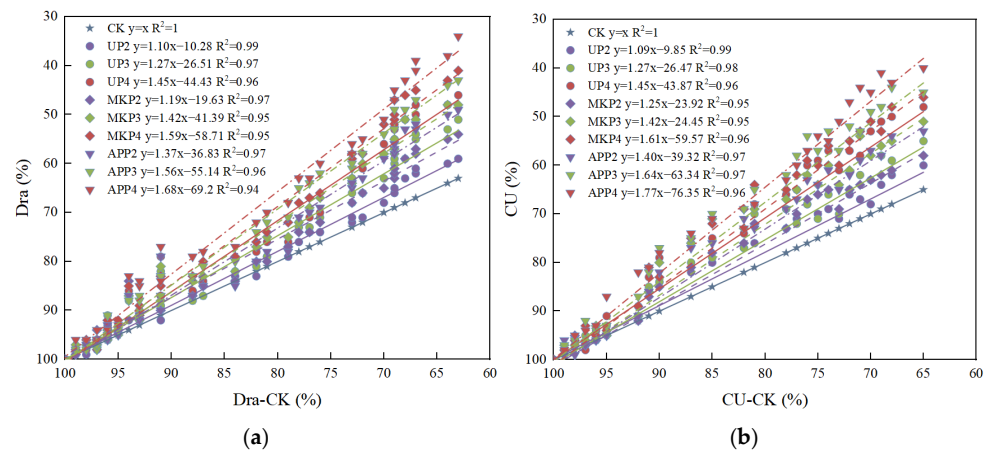 CK y=x R²=1
UP2 y=1.10x−10.28 R²=0.99
UP3 y=1.27x−26.51 R²=0.97
UP4 y=1.45x−44.43 R²=0.96
MKP2 y=1.19x−19.63 R²=0.97
MKP3 y=1.42x−41.39 R²=0.95
MKP4 y=1.59x−58.71 R²=0.95
APP2 y=1.37x−36.83 R²=0.97
APP3 y=1.56x−55.14 R²=0.96
APP4 y=1.68x−69.2 R²=0.94
30
40
50
60
70
80
90
100
Dra (%)
100 95 90 85 80 75 70 65 60
Dra-CK (%)
(a)
CK y=x R²=1
UP2 y=1.09x−9.85 R²=0.99
UP3 y=1.27x−26.47 R²=0.98
UP4 y=1.45x−43.87 R²=0.96
MKP2 y=1.25x−23.92 R²=0.95
MKP3 y=1.42x−24.45 R²=0.95
MKP4 y=1.61x−59.57 R²=0.96
APP2 y=1.40x−39.32 R²=0.97
APP3 y=1.64x−63.34 R²=0.97
APP4 y=1.77x−76.35 R²=0.96
30
40
50
60
70
80
90
100
CU (%)
100 95 90 85 80 75 70 65 60
CU-CK (%)
(b)